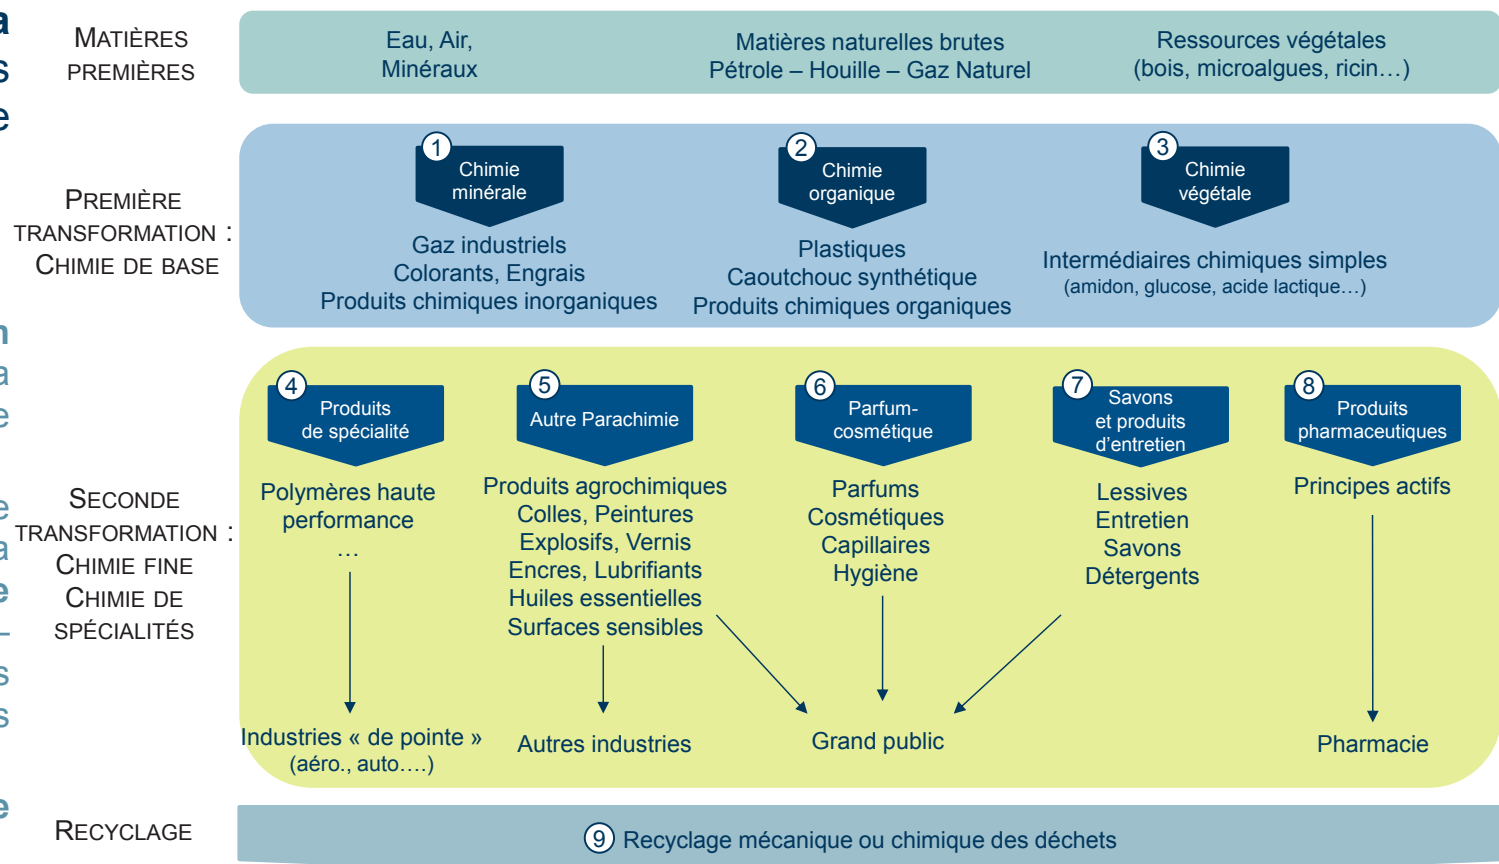 a
s
e
MATIÈRES
PREMIÈRES
Eau, Air,
Minéraux
Matières naturelles brutes
Pétrole – Houille – Gaz Naturel
Ressources végétales
(bois, microalgues, ricin…)
PREMIÈRE
TRANSFORMATION :
CHIMIE DE BASE
1
Chimie
minérale
Gaz industriels
Colorants, Engrais
Produits chimiques inorganiques
2
Chimie
organique
Plastiques
Caoutchouc synthétique
Produits chimiques organiques
3
Chimie
végétale
Intermédiaires chimiques simples
(amidon, glucose, acide lactique…)
n
a
e
e
a
e
–
s
s
e
SECONDE
TRANSFORMATION :
CHIMIE FINE
CHIMIE DE
SPÉCIALITÉS
4
Produits
de spécialité
Polymères haute
performance
…
Industries « de pointe »
(aéro., auto….)
5
Autre Parachimie
Produits agrochimiques
Colles, Peintures
Explosifs, Vernis
Encres, Lubrifiants
Huiles essentielles
Surfaces sensibles
Autres industries
6
Parfum-
cosmétique
Parfums
Cosmétiques
Capillaires
Hygiène
Grand public
7
Savons
et produits
d’entretien
Lessives
Entretien
Savons
Détergents
8
Produits
pharmaceutiques
Principes actifs
Pharmacie
RECYCLAGE
9 Recyclage mécanique ou chimique des déchets